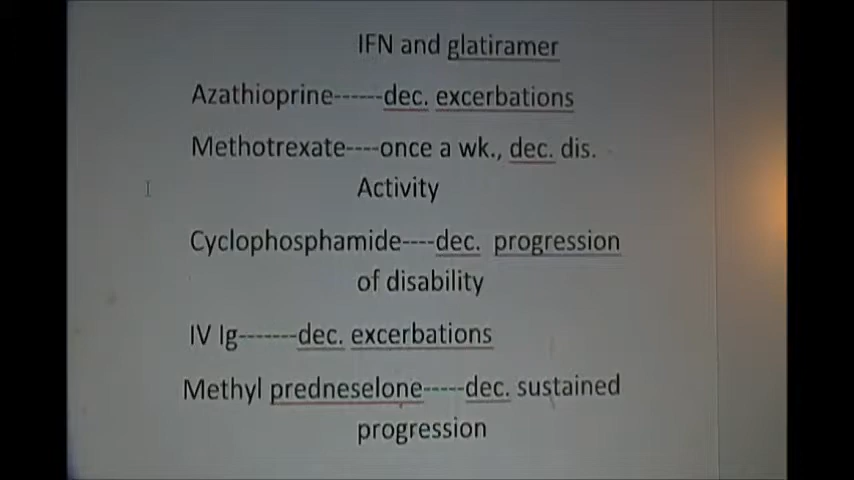 IFN and glatiramer
Azathioprine------dec. excerbations
Methotrexate----once a wk., dec. dis.
Activity
Cyclophosphamide----dec. progression
of disability
IV Ig-------dec. excerbations
Methyl predneselone-----dec. sustained
progression